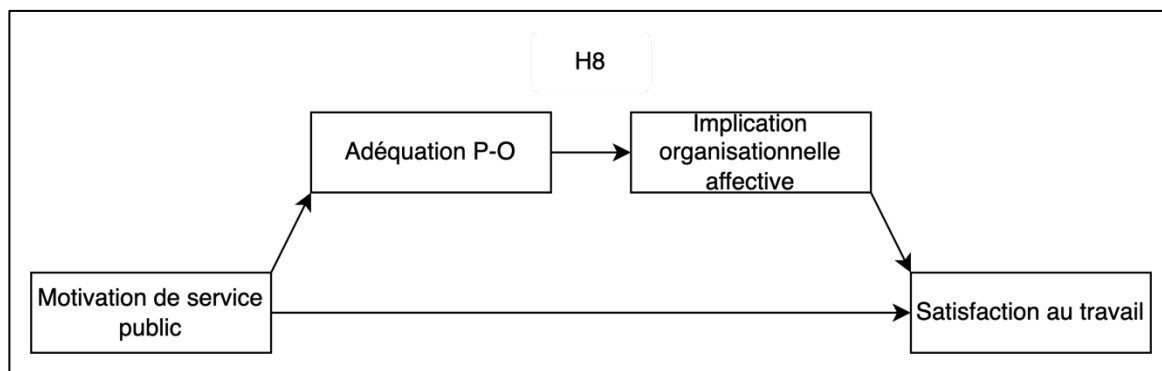 H8
Adéquation P-O
Implication
organisationnelle
affective
Motivation de service
public
Satisfaction au travail